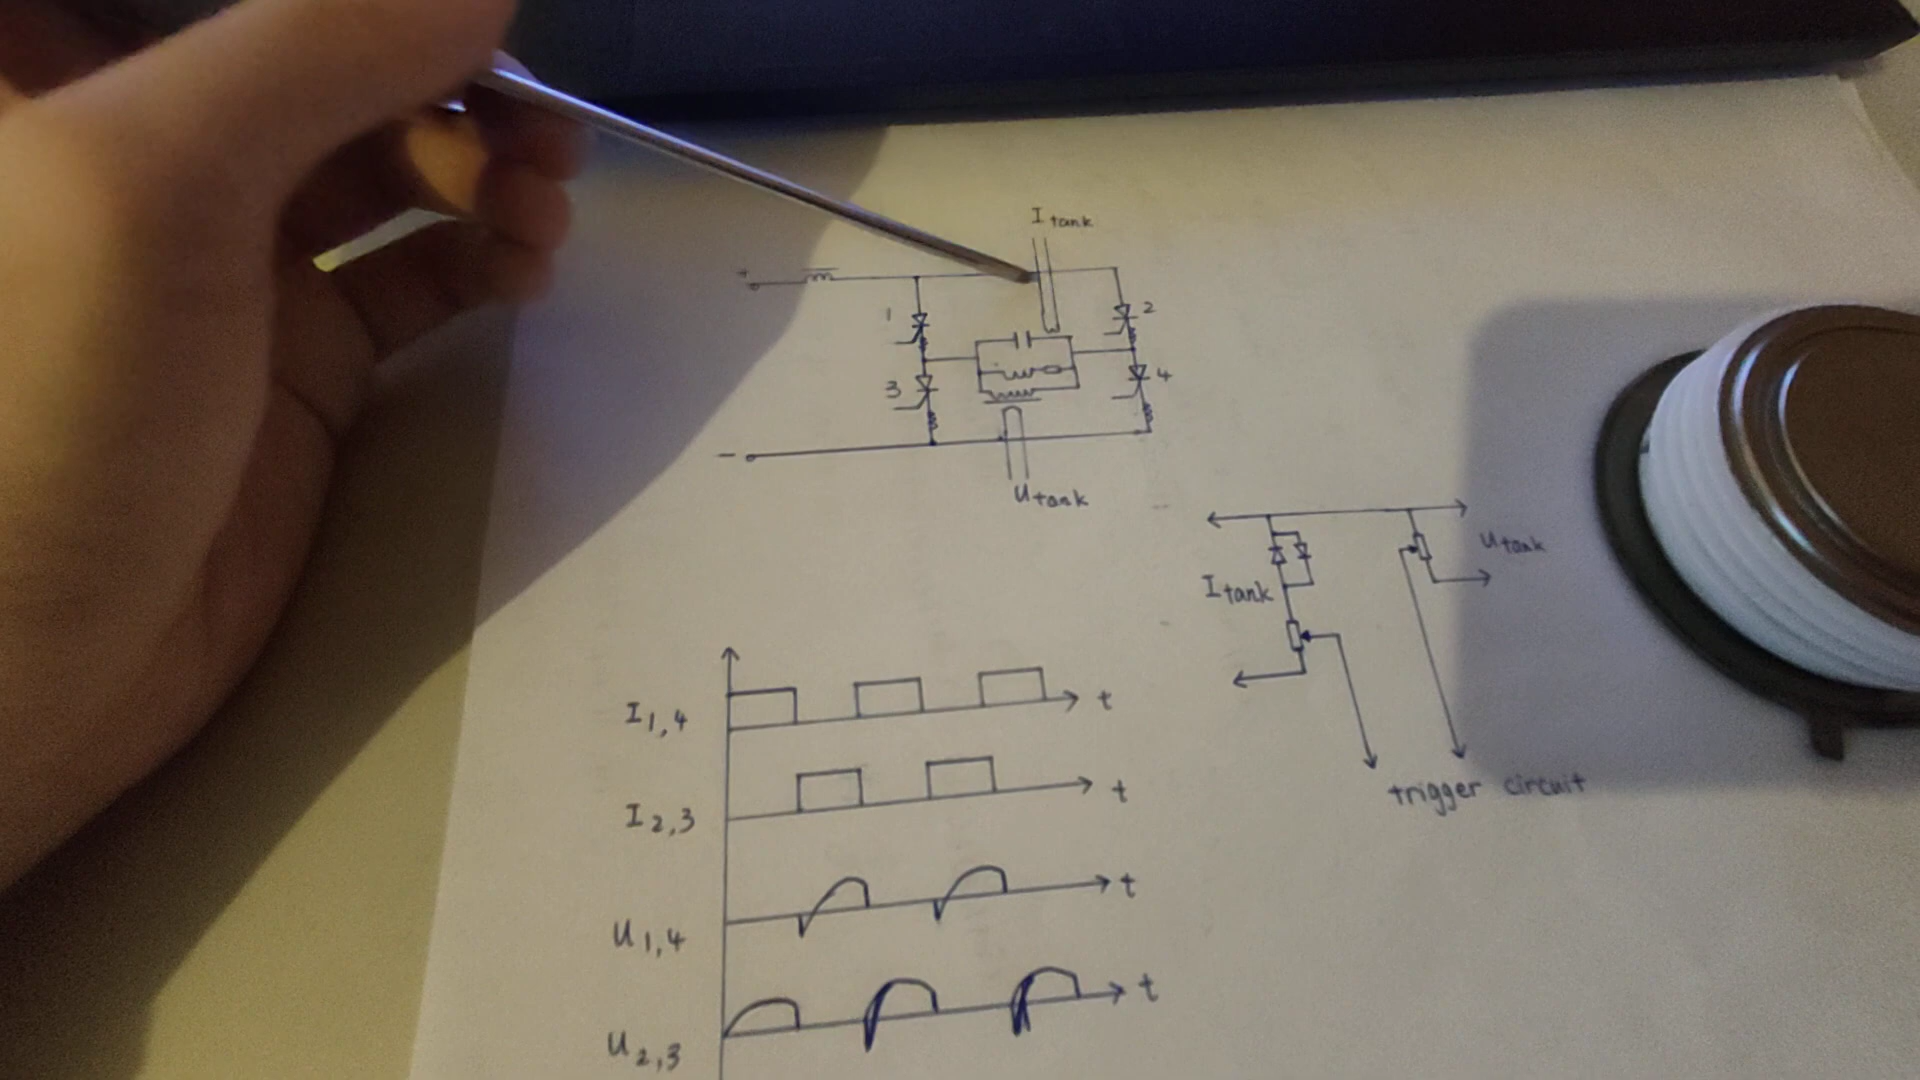 I tank
+
1
2
3
4
-
U tank
U tank
I tank
trigger circuit
I 1,4
t
I 2,3
t
U 1,4
t
U 2,3
t